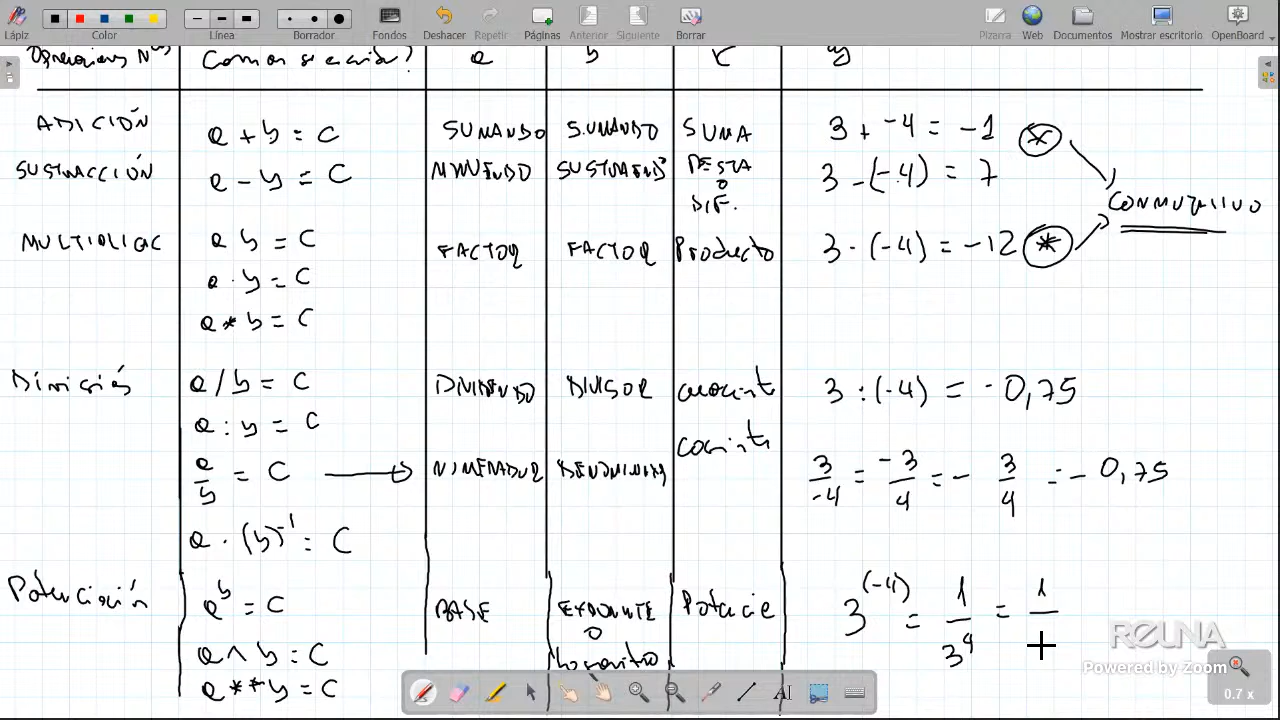 Lápiz Color Línea Borrador Fondos Deshacer Repetir Páginas Anterior Siguiente Borrar Pizarra Web Documentos Mostrar escritorio OpenBoard
a b c
ADICIÓN a + b = C SUMANDO SUMANDO SUMA 3 + -4 = -1 *
SUSTRACCIÓN a - b = C MINUENDO RESTA 3 - (-4) = 7
O
DIF.
CONMUTATIVO
MULTIPLICAC a b = C FACTOR FACTOR Producto 3 · (-4) = -12 *
a · b = C
a * b = C
División a / b = C DIVIDENDO DIVISOR 3 : (-4) = -0,75
a : b = C
a/b = C NUMERADOR 3/-4 = -3/4 = - 3/4 = - 0,75
a · (b)^-1 = C
Potenciación a^b = C BASE EXPONENTE Potencia 3^(-4) = 1/3^4 = 1/
O
a ^ b = C logaritmo
a ** b = C
REUNA
Powered by Zoom
0.7 x